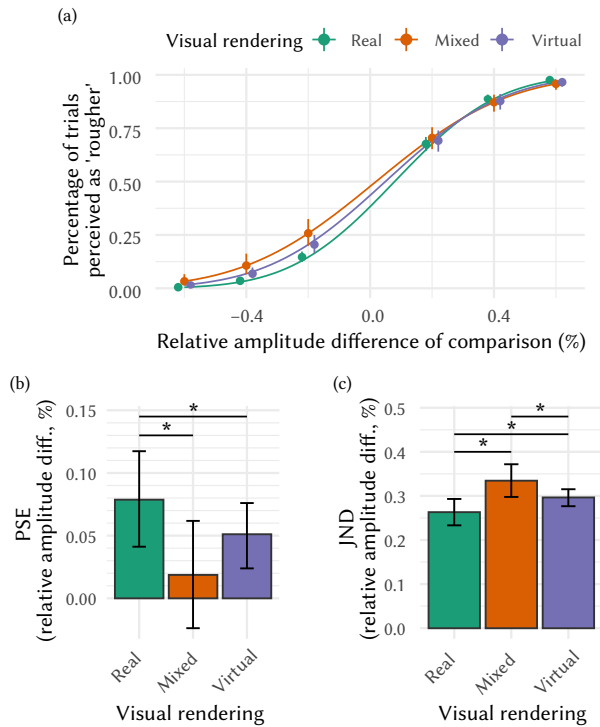 (a)
Visual rendering Real Mixed Virtual
Percentage of trials
perceived as 'rougher'
1.00
0.75
0.50
0.25
0.00
−0.4 0.0 0.4
Relative amplitude difference of comparison (%)
(b)
PSE
(relative amplitude diff., %)
0.15
0.10
0.05
0.00
*
*
Real Mixed Virtual
Visual rendering
(c)
JND
(relative amplitude diff., %)
0.5
0.4
0.3
0.2
0.1
0.0
*
*
*
Real Mixed Virtual
Visual rendering